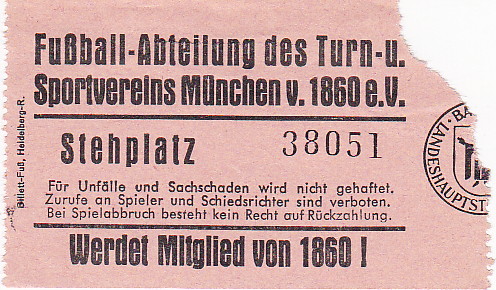 Fußball-Abteilung des Turn-u.
Sportvereins München v. 1860 e.V.
Stehplatz 38051
Für Unfälle und Sachschaden wird nicht gehaftet.
Zurufe an Spieler und Schiedsrichter sind verboten.
Bei Spielabbruch besteht kein Recht auf Rückzahlung.
Werdet Mitglied von 1860 !
Billett-Fuß, Heidelberg-R.